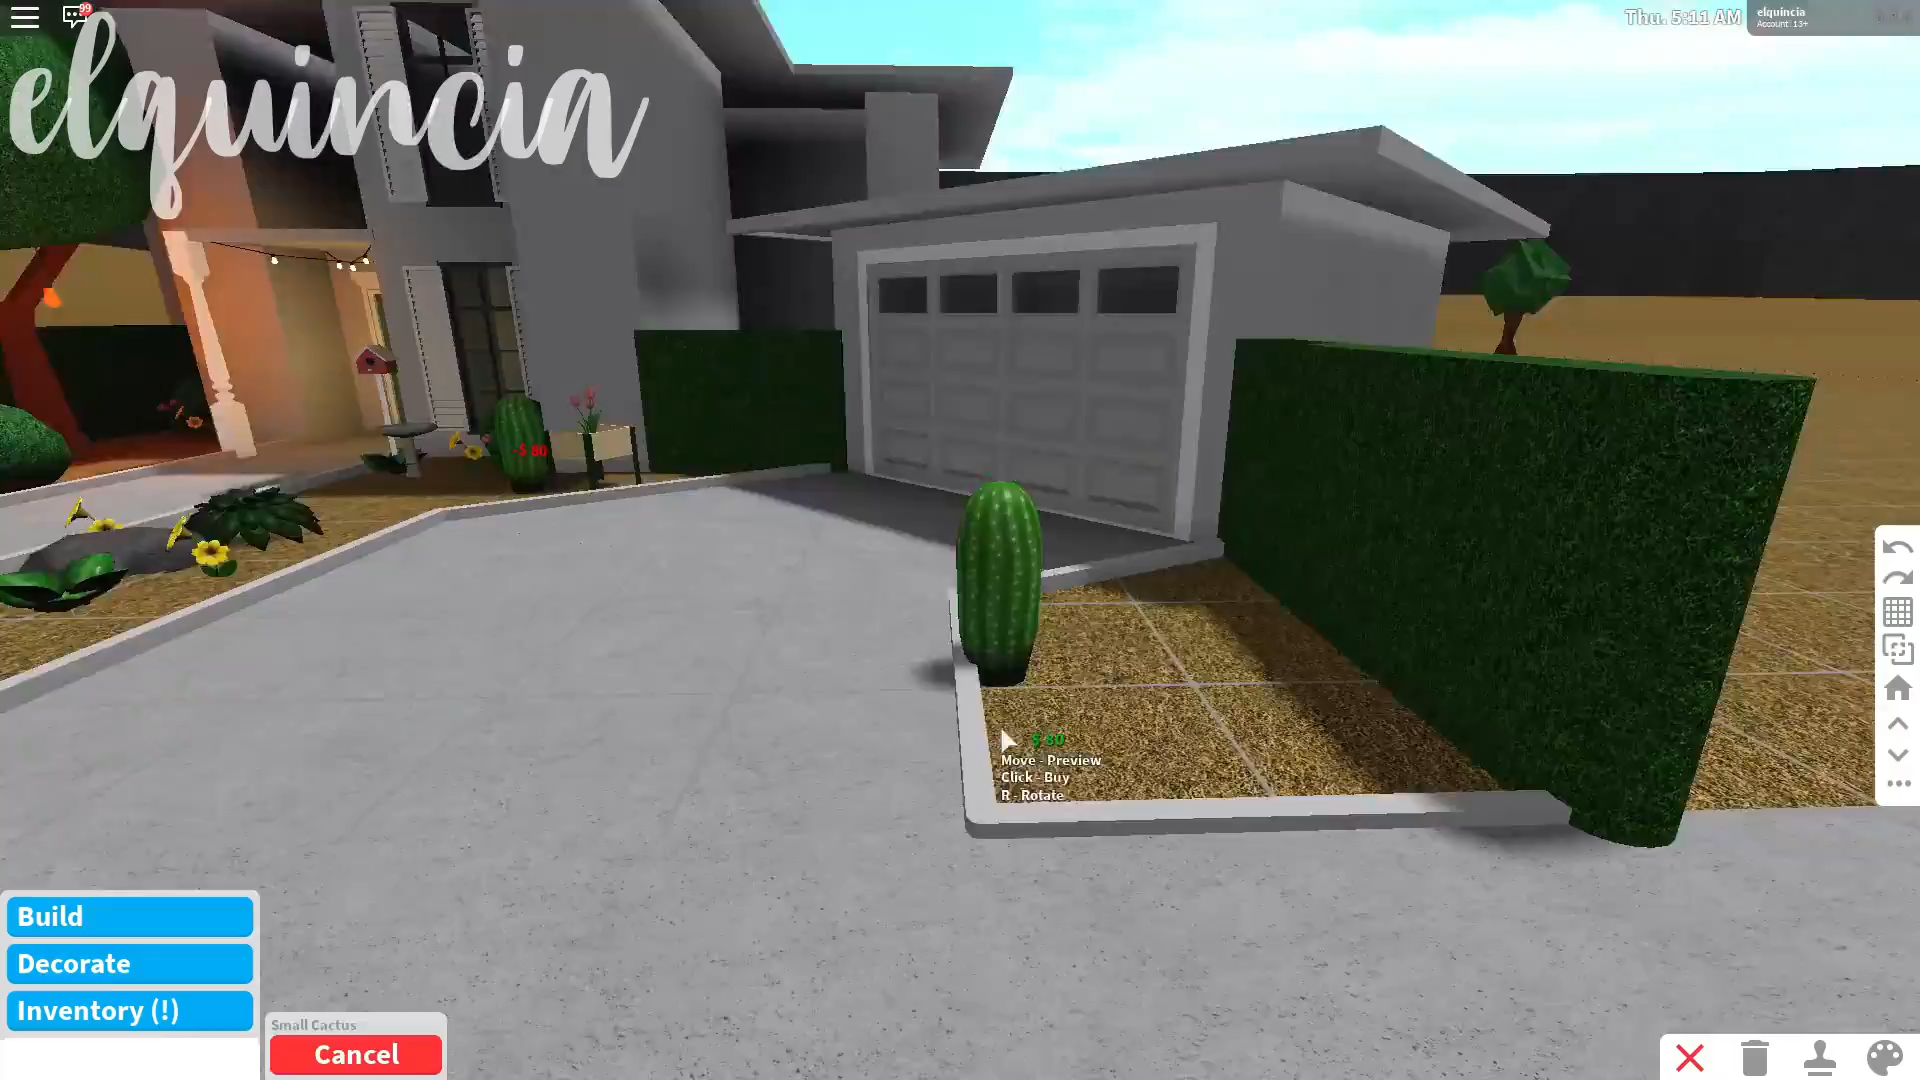 99
Thu. 5:11 AM
elquincia
Account: 13+
elquincia
-$ 80
$ 80
Move - Preview
Click - Buy
R - Rotate
Build
Decorate
Inventory (!)
Small Cactus
Cancel